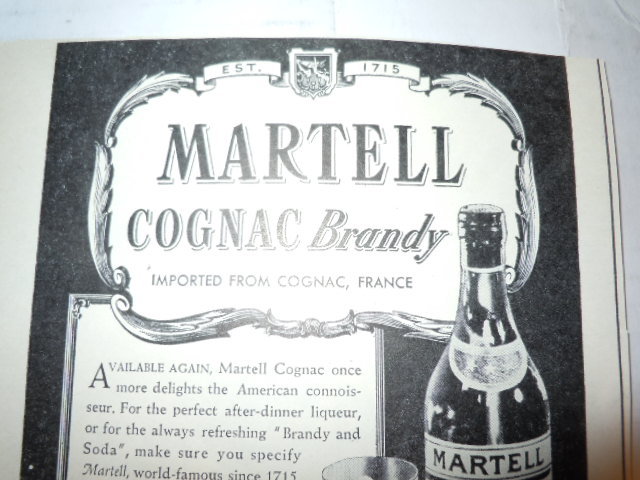 EST. 1715
MARTELL
COGNAC Brandy
IMPORTED FROM COGNAC, FRANCE
AVAILABLE AGAIN, Martell Cognac once
more delights the American connois-
seur. For the perfect after-dinner liqueur,
or for the always refreshing "Brandy and
Soda", make sure you specify
Martell, world-famous since 1715
MARTELL